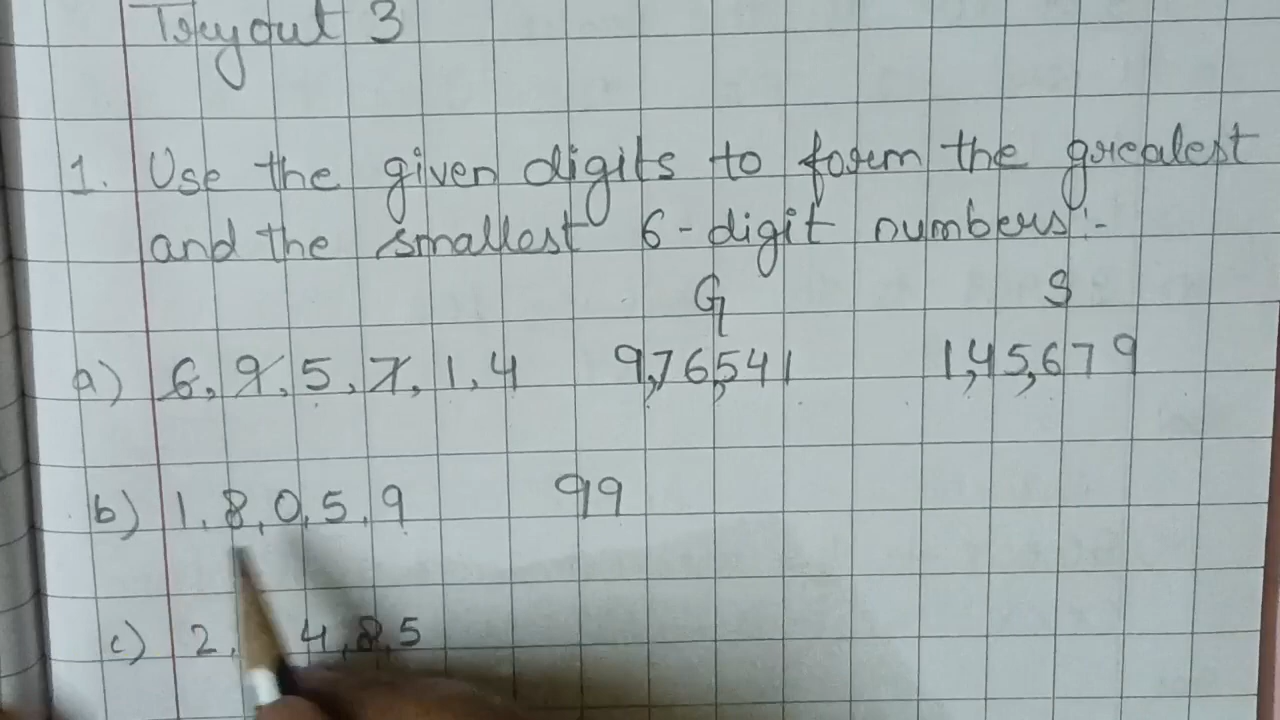 Tryout 3
1. Use the given digits to form the greatest
and the smallest 6-digit numbers:-
G S
a) 6, 9, 5, 7, 1, 4 9,76,541 1,45,679
b) 1, 8, 0, 5, 9 99
c) 2, 4, 8, 5